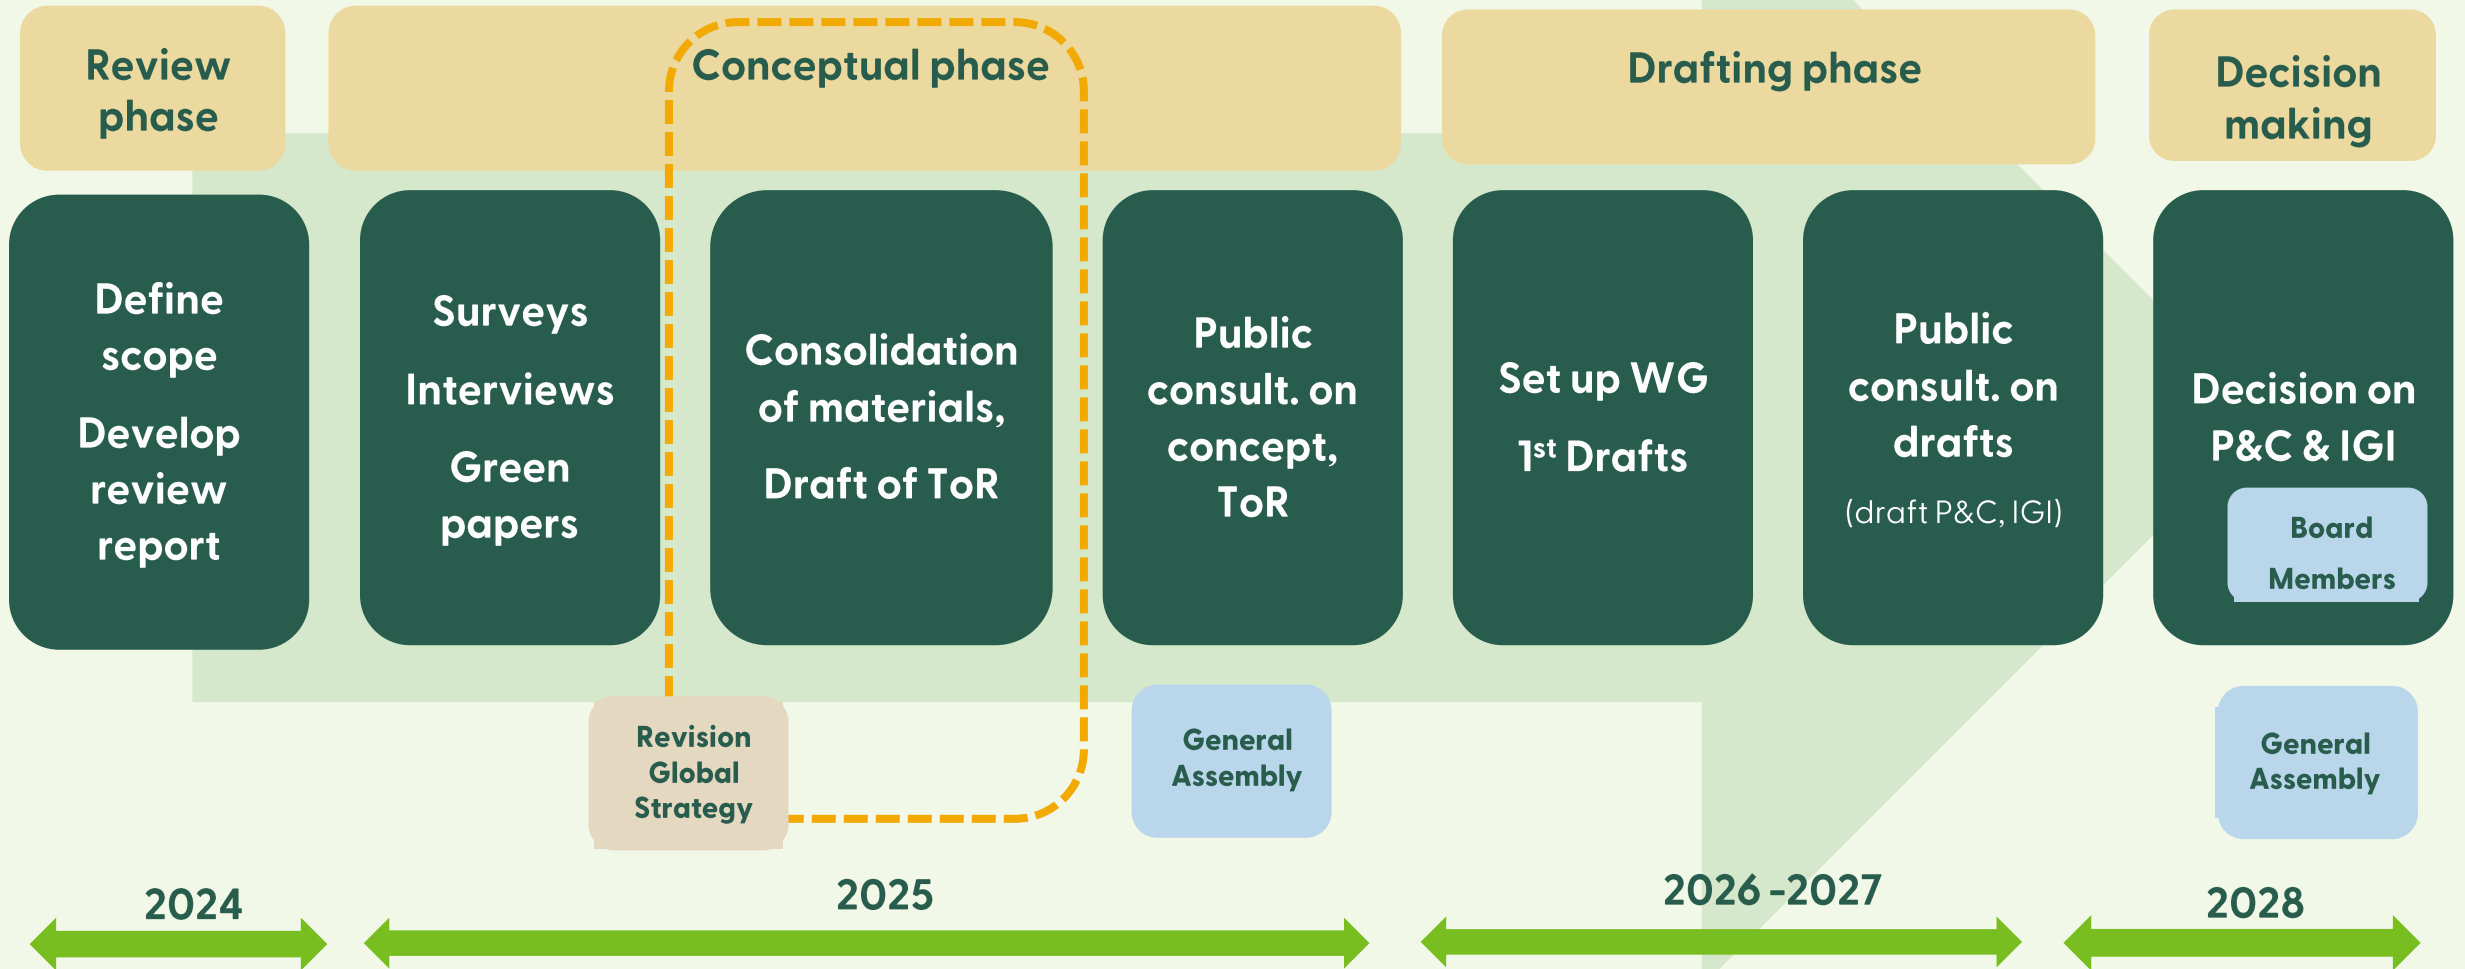 Review
phase
Conceptual phase
Drafting phase
Decision
making
Define
scope
Develop
review
report
Surveys
Interviews
Green
papers
Consolidation
of materials,
Draft of ToR
Public
consult. on
concept,
ToR
Set up WG
1st Drafts
Public
consult. on
drafts
(draft P&C, IGI)
Decision on
P&C & IGI
Board
Members
Revision
Global
Strategy
General
Assembly
General
Assembly
2024
2025
2026 -2027
2028